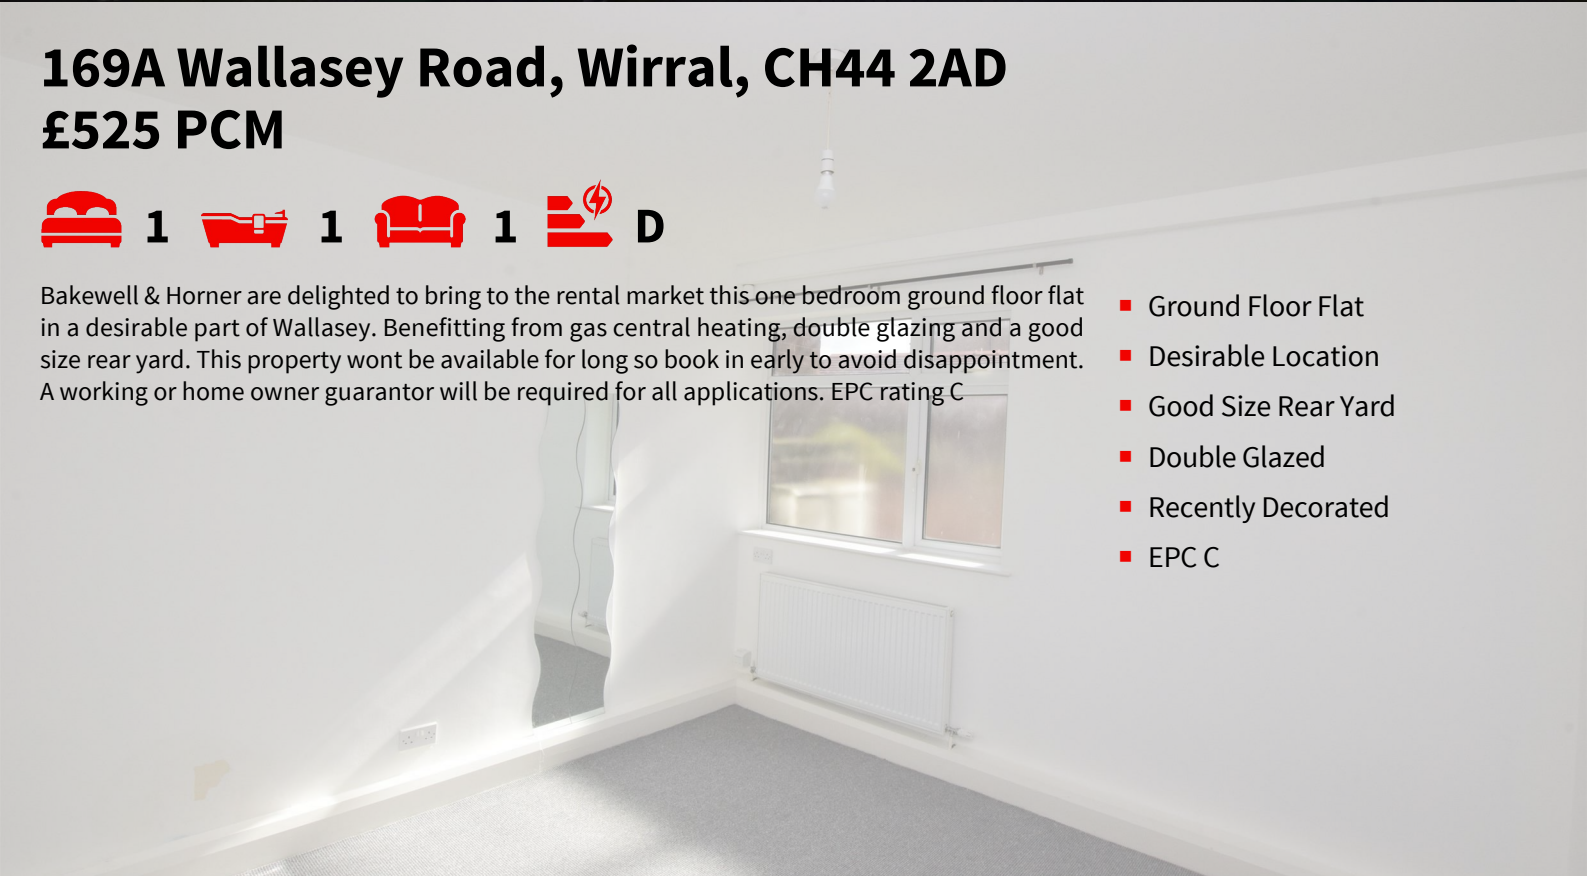 169A Wallasey Road, Wirral, CH44 2AD
£525 PCM
1 1 1 D
Bakewell & Horner are delighted to bring to the rental market this one bedroom ground floor flat
in a desirable part of Wallasey. Benefitting from gas central heating, double glazing and a good
size rear yard. This property wont be available for long so book in early to avoid disappointment.
A working or home owner guarantor will be required for all applications. EPC rating C
Ground Floor Flat
Desirable Location
Good Size Rear Yard
Double Glazed
Recently Decorated
EPC C